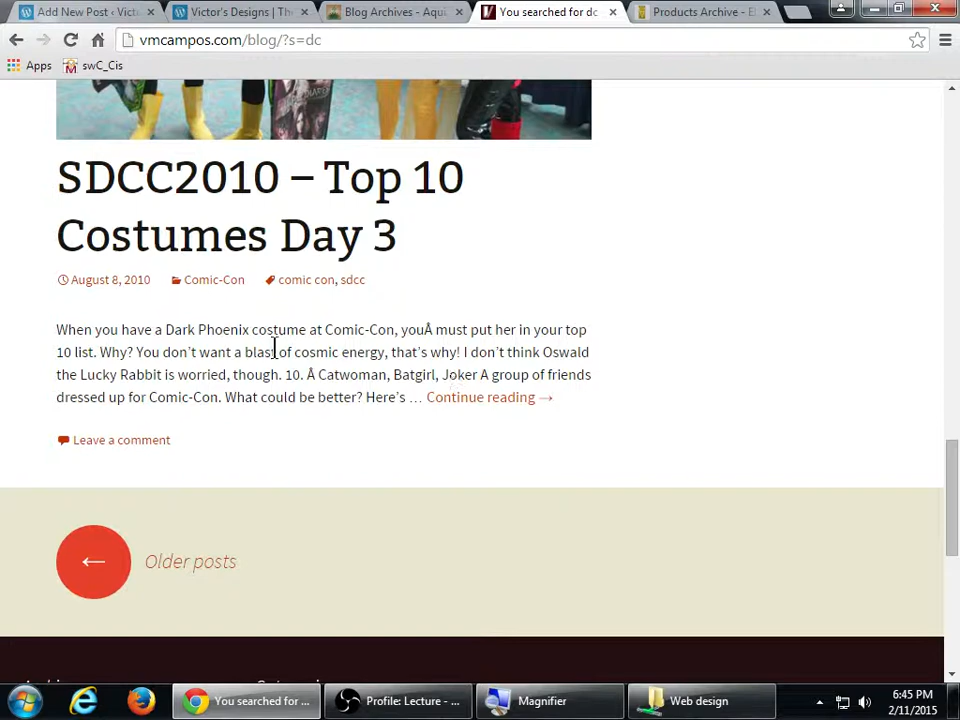 Add New Post ‹ Victo
Victor's Designs | The
Blog Archives - Aqui
You searched for dc
Products Archive - El
vmcampos.com/blog/?s=dc
Apps
swC_Cis
SDCC2010 – Top 10
Costumes Day 3
August 8, 2010
Comic-Con
comic con, sdcc
When you have a Dark Phoenix costume at Comic-Con, youÂ must put her in your top
10 list. Why? You don't want a blast of cosmic energy, that's why! I don't think Oswald
the Lucky Rabbit is worried, though. 10. Â Catwoman, Batgirl, Joker A group of friends
dressed up for Comic-Con. What could be better? Here's … Continue reading →
Leave a comment
← Older posts
You searched for ...
Profile: Lecture - ...
Magnifier
Web design
6:45 PM
2/11/2015